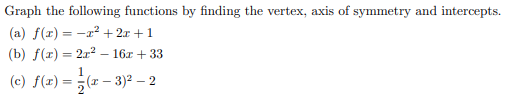 Graph the following functions by finding the vertex, axis of symmetry and intercepts.
(a) f(x) = −x² + 2x + 1
(b) f(x) = 2x² − 16x + 33
(c) f(x) = 1/2(x − 3)² − 2